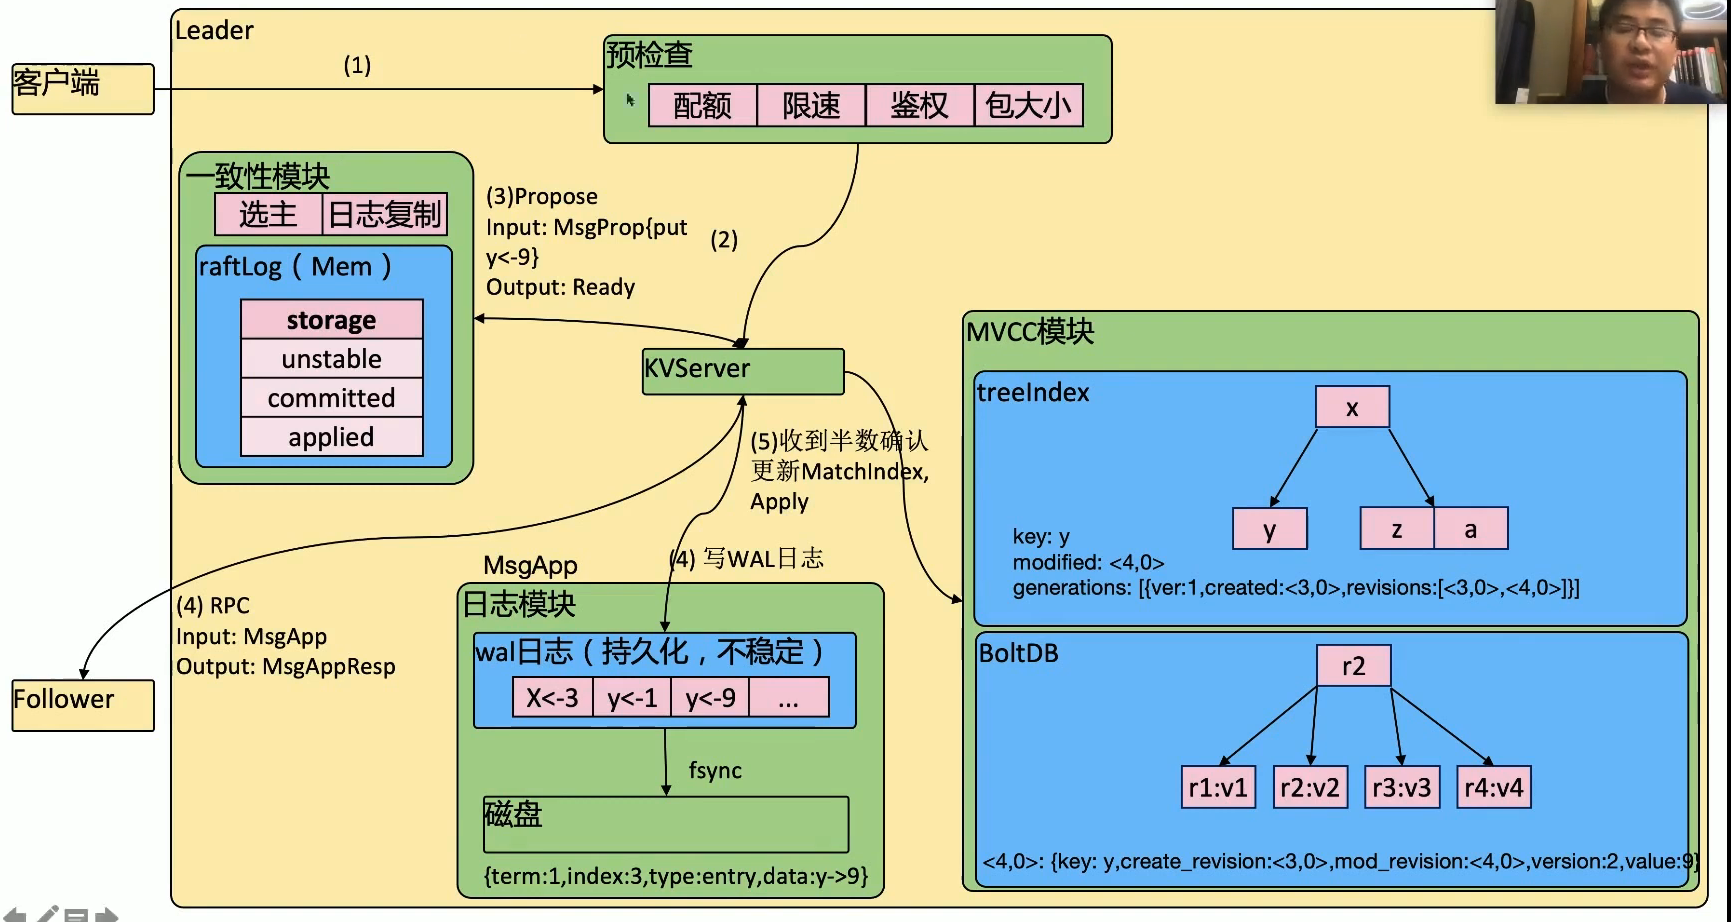 Leader
客户端
(1)
预检查
配额 限速 鉴权 包大小
一致性模块
选主 日志复制
raftLog（Mem）
storage
unstable
committed
applied
(3)Propose
Input: MsgProp{put
y<-9}
Output: Ready
(2)
KVServer
(5)收到半数确认
更新MatchIndex,
Apply
(4) 写WAL日志
MsgApp
(4) RPC
Input: MsgApp
Output: MsgAppResp
Follower
日志模块
wal日志（持久化，不稳定）
X<-3 y<-1 y<-9 ...
fsync
磁盘
{term:1,index:3,type:entry,data:y->9}
MVCC模块
treeIndex
x
y z a
key: y
modified: <4,0>
generations: [{ver:1,created:<3,0>,revisions:[<3,0>,<4,0>]}]
BoltDB
r2
r1:v1 r2:v2 r3:v3 r4:v4
<4,0>: {key: y,create_revision:<3,0>,mod_revision:<4,0>,version:2,value:9}